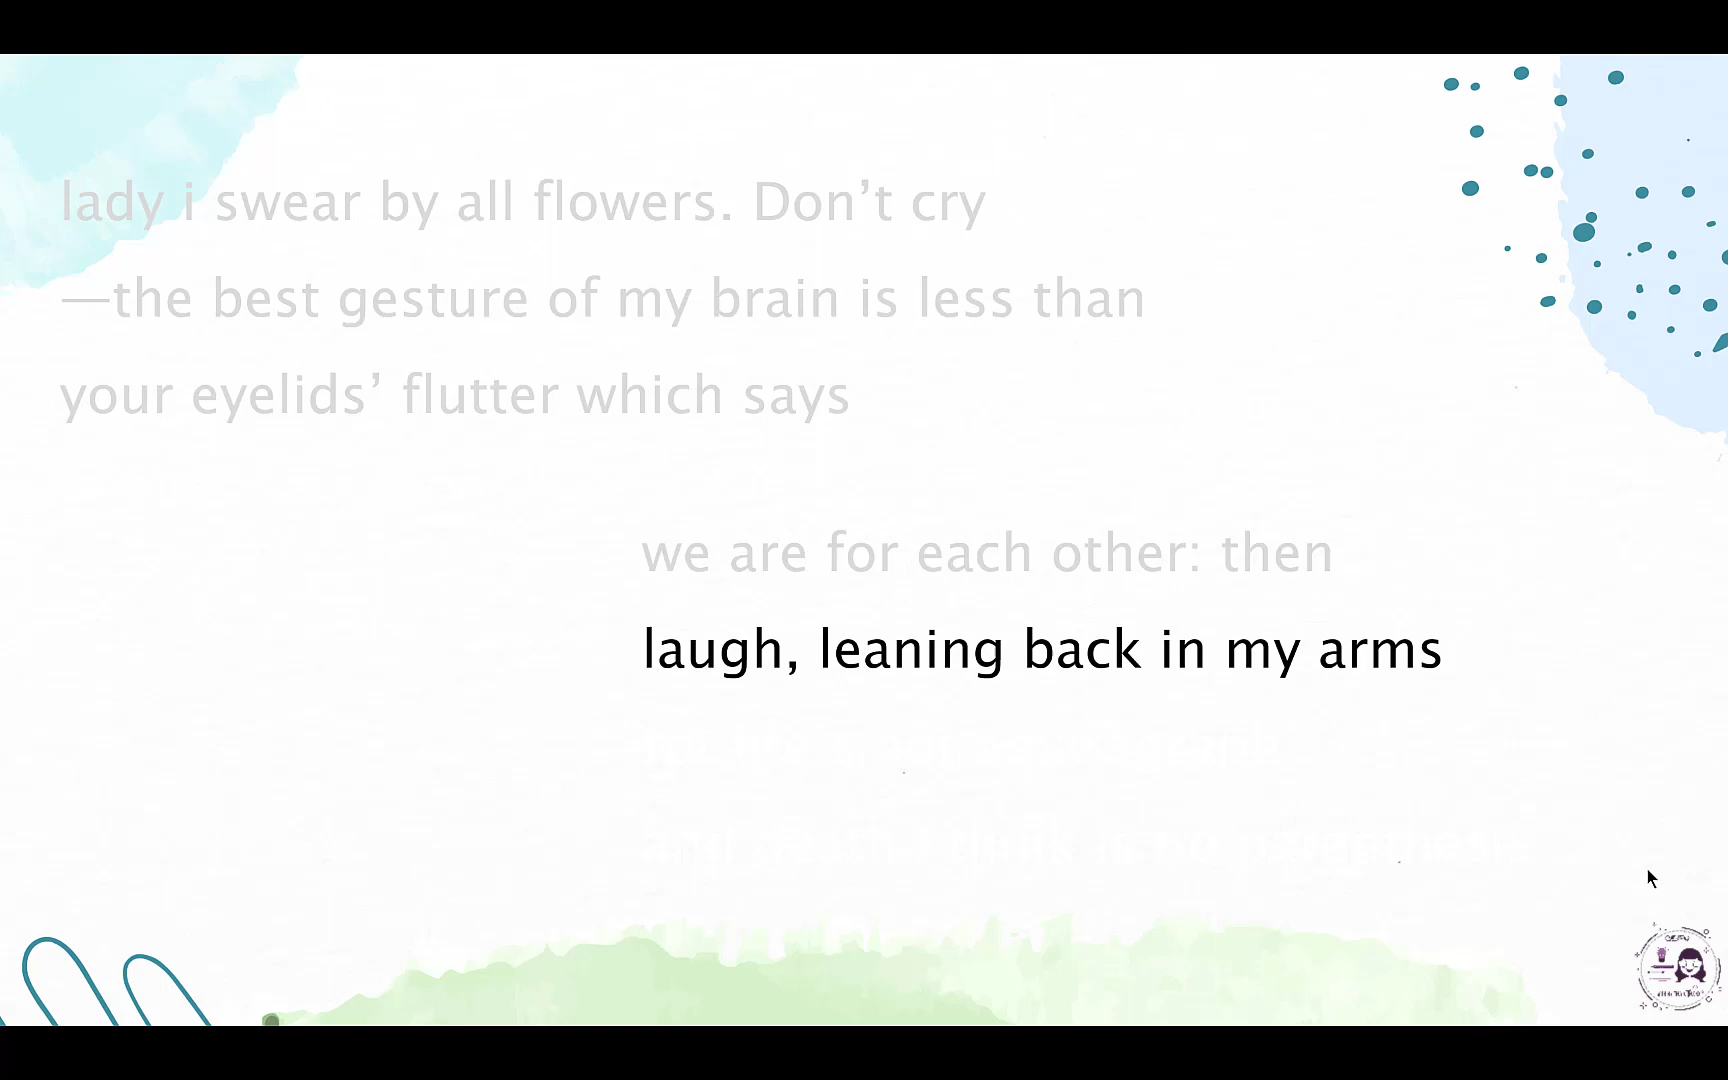 lady i swear by all flowers. Don’t cry
—the best gesture of my brain is less than
your eyelids’ flutter which says
we are for each other: then
laugh, leaning back in my arms